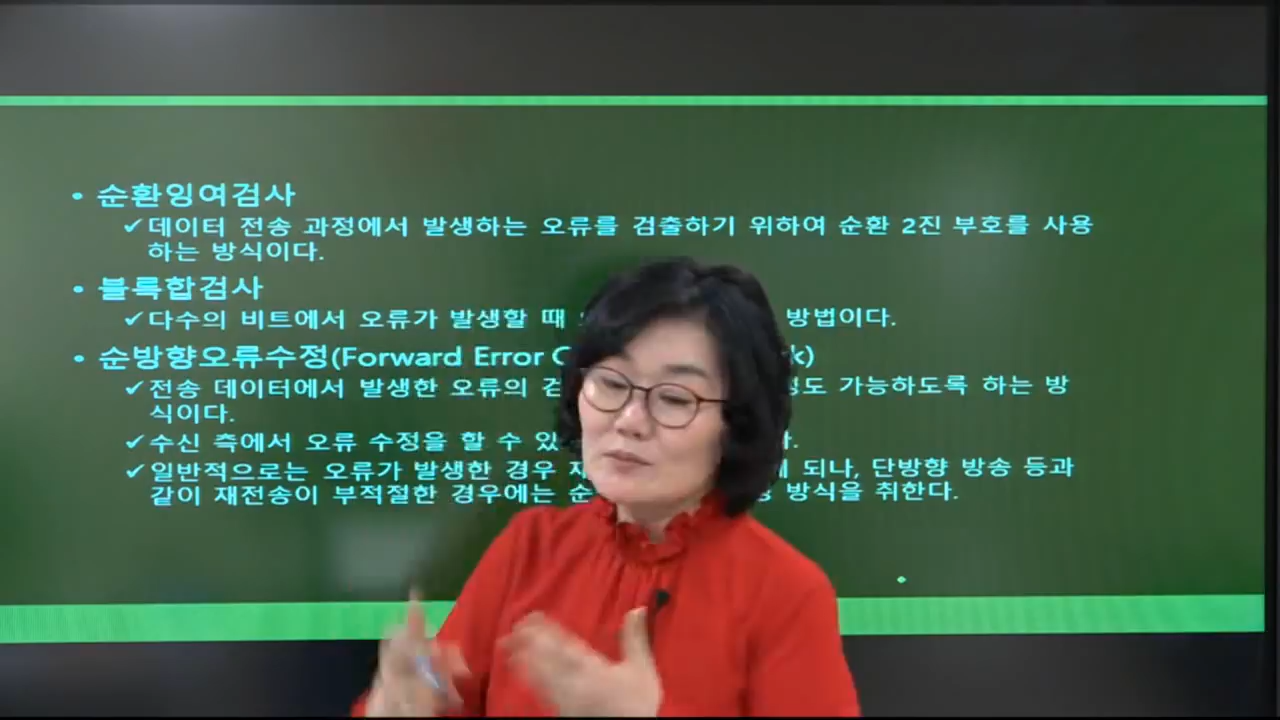 • 순환잉여검사
✓데이터 전송 과정에서 발생하는 오류를 검출하기 위하여 순환 2진 부호를 사용
하는 방식이다.
• 블록합검사
✓다수의 비트에서 오류가 발생할 때 방법이다.
• 순방향오류수정(Forward Error
✓전송 데이터에서 발생한 오류의 가능하도록 하는 방
식이다.
✓수신 측에서 오류 수정을 할 수
✓일반적으로는 오류가 발생한 경우 되나, 단방향 방송 등과
같이 재전송이 부적절한 경우에는 방식을 취한다.